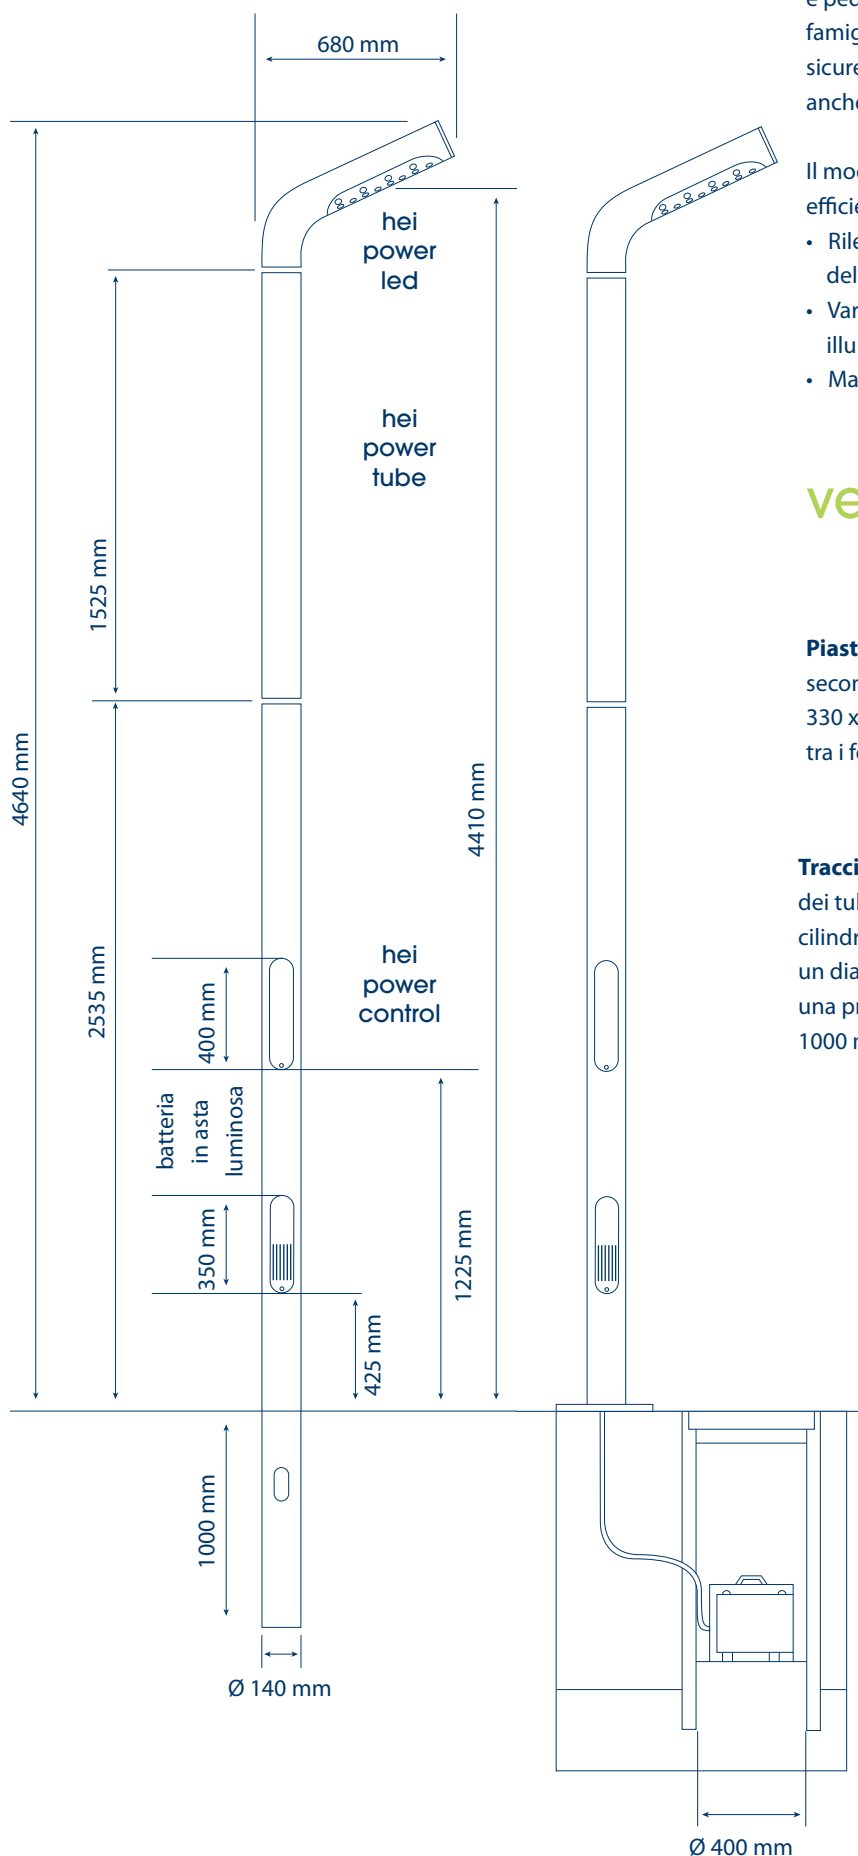 680 mm
hei
power
led
hei
power
tube
1525 mm
4640 mm
4410 mm
2535 mm
hei
power
control
400 mm
batteria
in asta
luminosa
350 mm
1225 mm
425 mm
1000 mm
Ø 140 mm
Ø 400 mm
famig
sicure
anche
Il mod
efficie
• Rile
del
• Var
illu
• Ma
ve
Piast
secon
330 x
tra i fo
Tracci
dei tul
cilindr
un dia
una pr
1000 r